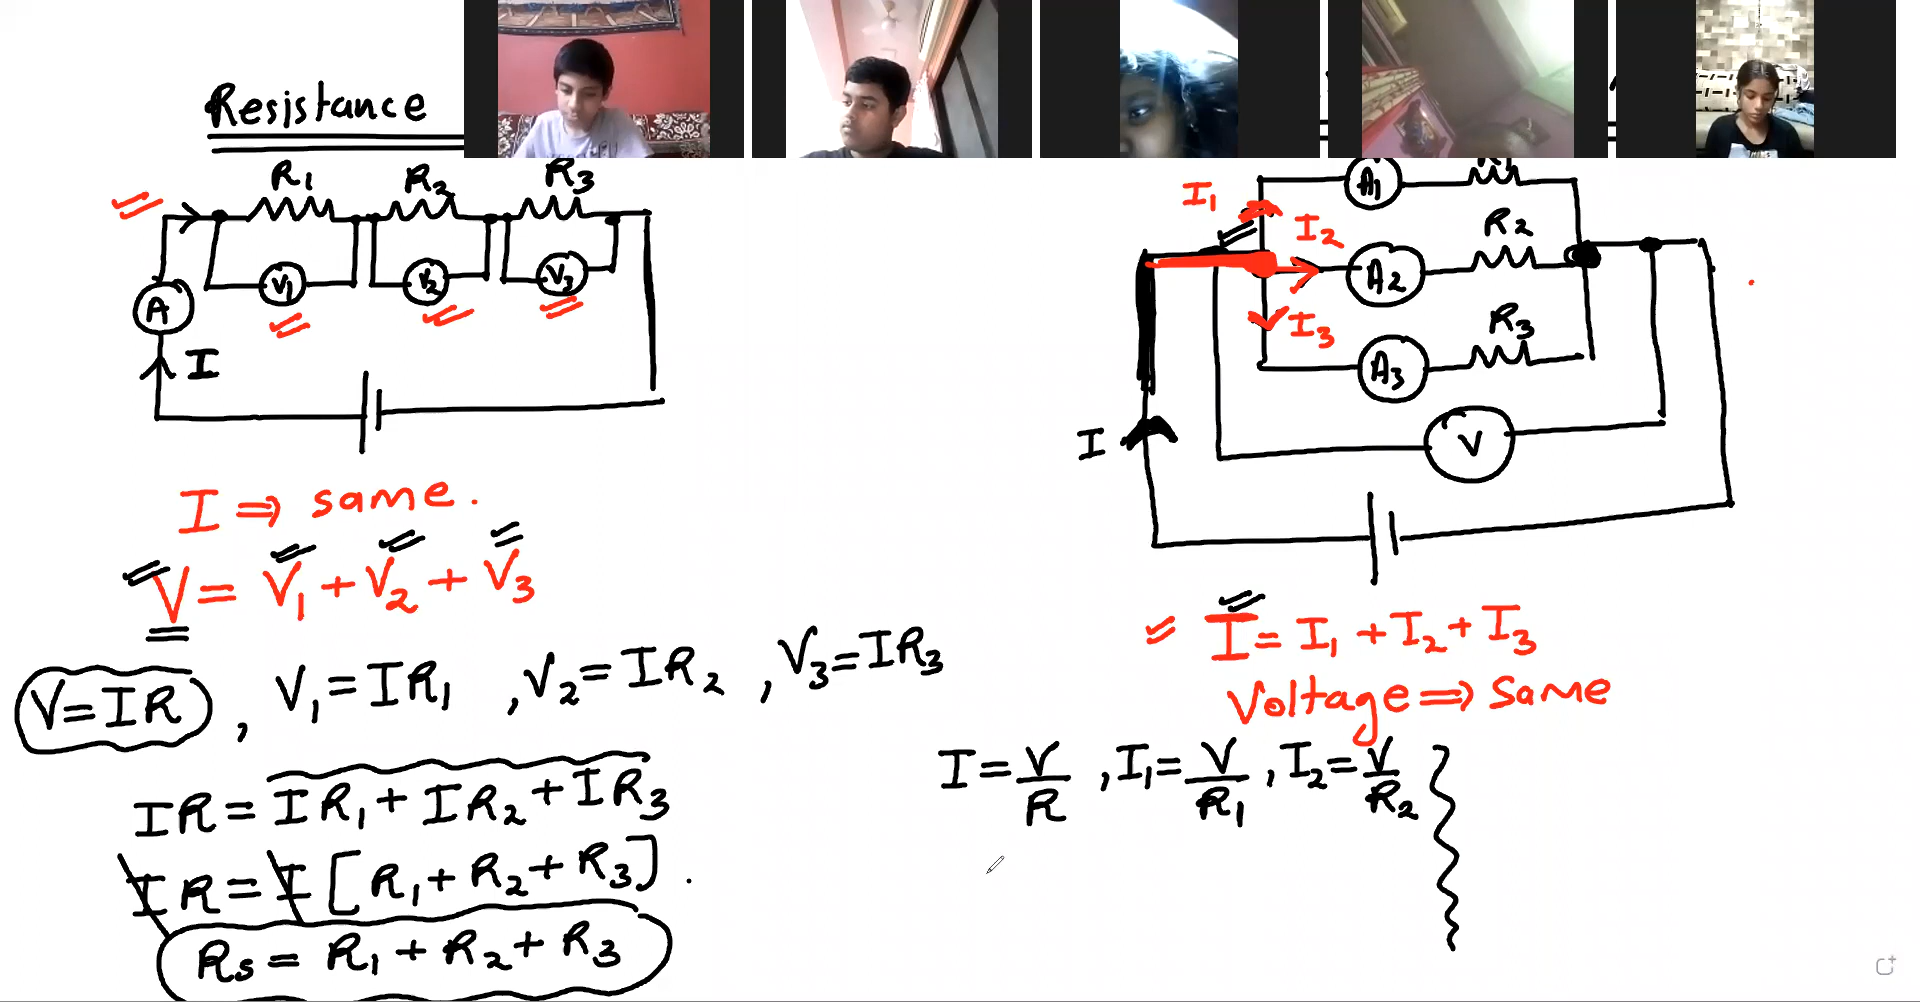 Resistance
R1 R2 R3
V1 V2 V3
A
I
I ⇒ same.
V = V1 + V2 + V3
V=IR , V1 = IR1 , V2 = IR2 , V3 = IR3
IR = IR1 + IR2 + IR3
IR = I [R1 + R2 + R3] .
Rs = R1 + R2 + R3
I1 A1 R1
I2 A2 R2
I3 A3 R3
I V
I = I1 + I2 + I3
Voltage ⇒ same
I = V/R , I1 = V/R1 , I2 = V/R2